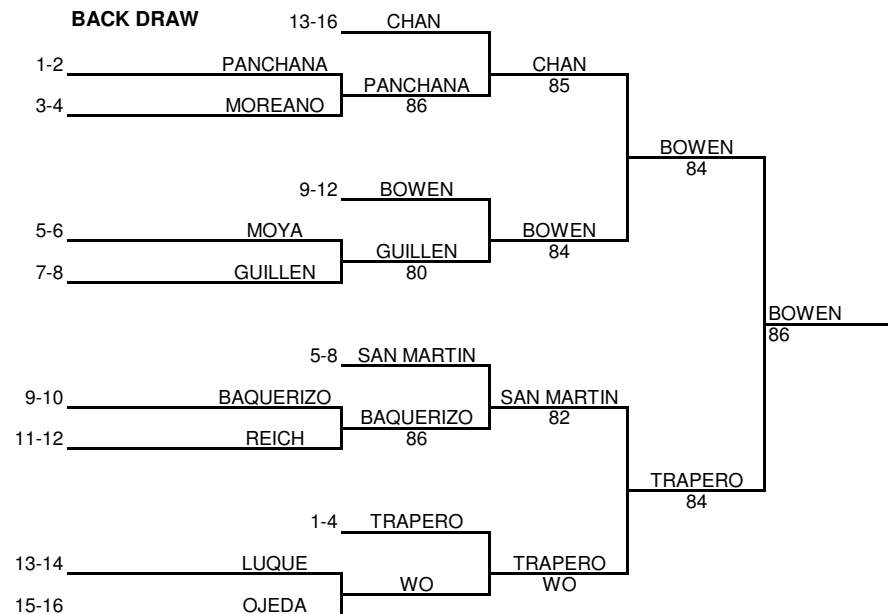 BACK DRAW
13-16 CHAN
1-2 PANCHANA CHAN
PANCHANA 85
3-4 MOREANO 86
BOWEN
84
9-12 BOWEN
5-6 MOYA BOWEN
GUILLEN 84
7-8 GUILLEN 80
BOWEN
86
5-8 SAN MARTIN
9-10 BAQUERIZO SAN MARTIN
BAQUERIZO 82
11-12 REICH 86
TRAPERO
84
1-4 TRAPERO
13-14 LUQUE TRAPERO
WO WO
15-16 OJEDA